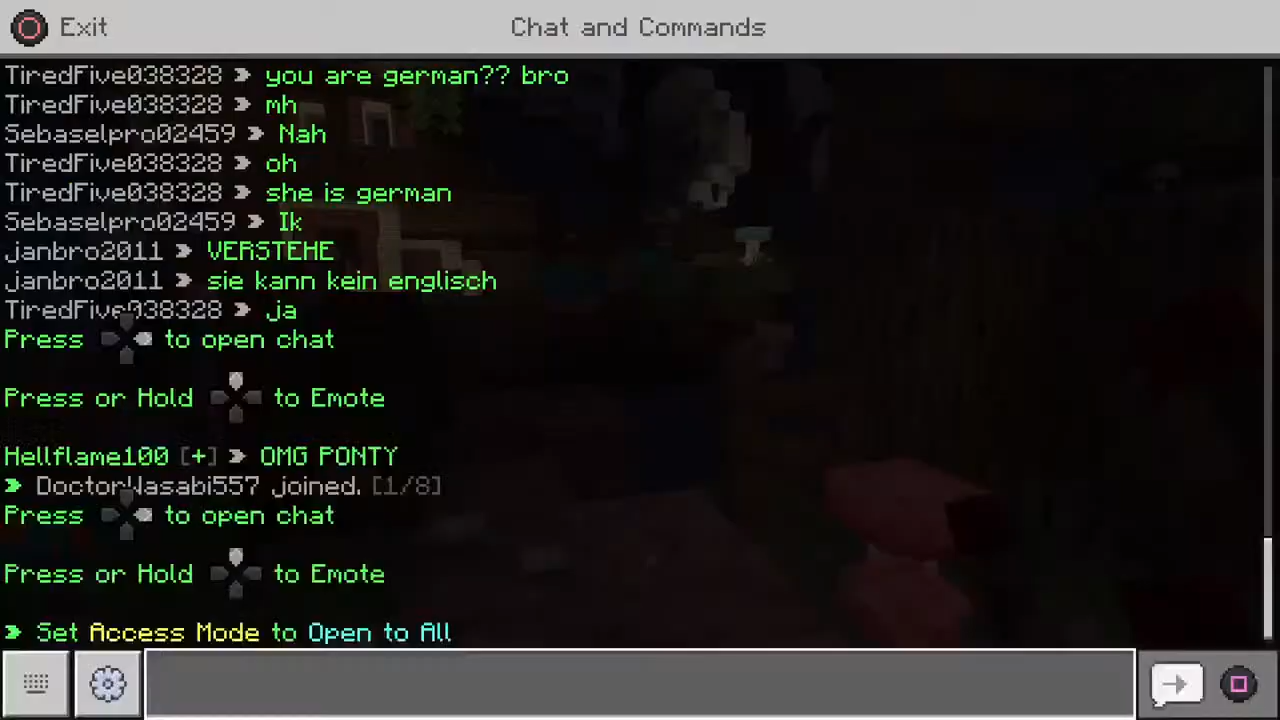 Exit
Chat and Commands
TiredFive038328 » you are german?? bro
TiredFive038328 » mh
Sebaselpro02459 » Nah
TiredFive038328 » oh
TiredFive038328 » she is german
Sebaselpro02459 » Ik
janbro2011 » VERSTEHE
janbro2011 » sie kann kein englisch
TiredFive038328 » ja
Press to open chat
Press or Hold to Emote
Hellflame100 [+] » OMG PONTY
» DoctorWasabi557 joined. [1/8]
Press to open chat
Press or Hold to Emote
» Set Access Mode to Open to All